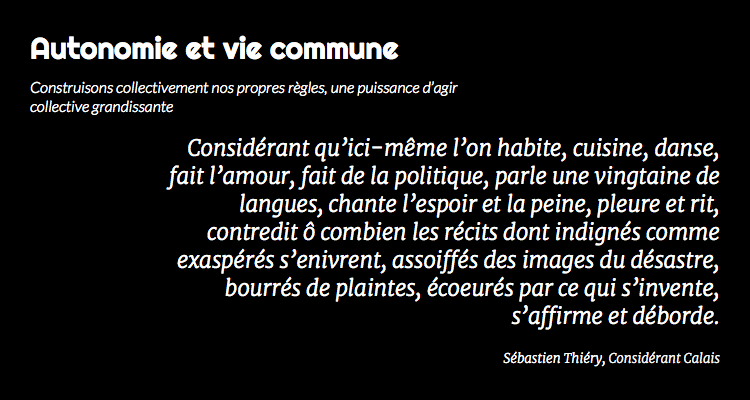 Autonomie et vie commune
Construisons collectivement nos propres règles, une puissance d'agir
collective grandissante
Considérant qu’ici-même l’on habite, cuisine, danse,
fait l’amour, fait de la politique, parle une vingtaine de
langues, chante l’espoir et la peine, pleure et rit,
contredit ô combien les récits dont indignés comme
exaspérés s’enivrent, assoiffés des images du désastre,
bourrés de plaintes, écoeurés par ce qui s’invente,
s’affirme et déborde.
Sébastien Thiéry, Considérant Calais